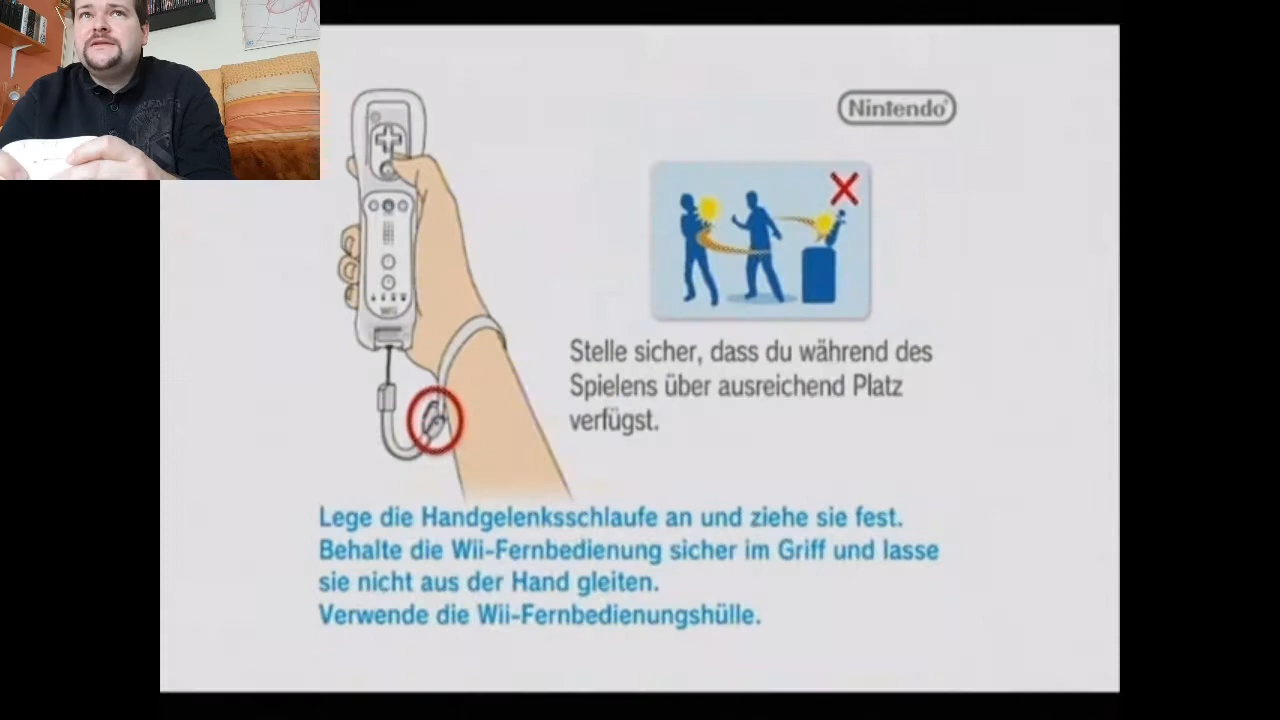 Nintendo®
Stelle sicher, dass du während des
Spielens über ausreichend Platz
verfügst.
Wii
Lege die Handgelenksschlaufe an und ziehe sie fest.
Behalte die Wii-Fernbedienung sicher im Griff und lasse
sie nicht aus der Hand gleiten.
Verwende die Wii-Fernbedienungshülle.